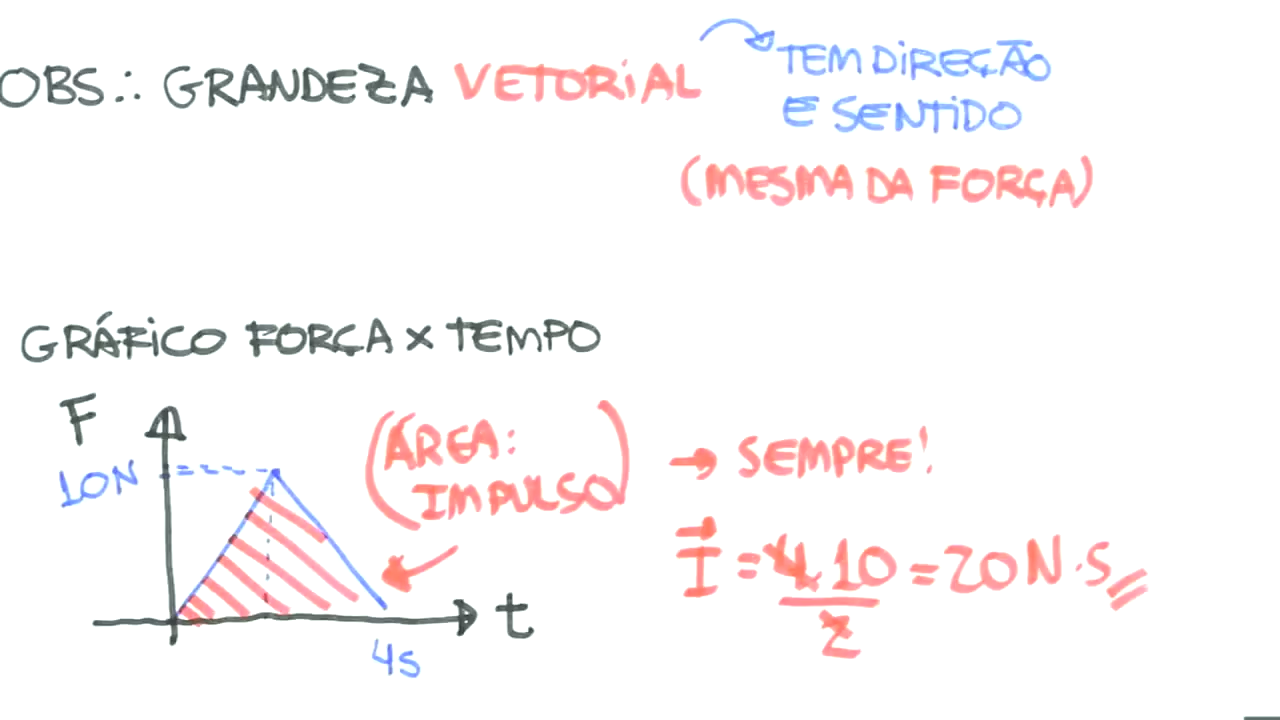 OBS.: GRANDEZA VETORIAL
TEM DIREÇÃO
E SENTIDO
(MESMA DA FORÇA)
GRÁFICO FORÇA x TEMPO
F
10N
(ÁREA:
IMPULSO)
→ SEMPRE!
I⃗ = 4.10/2 = 20 N.s
t
4s